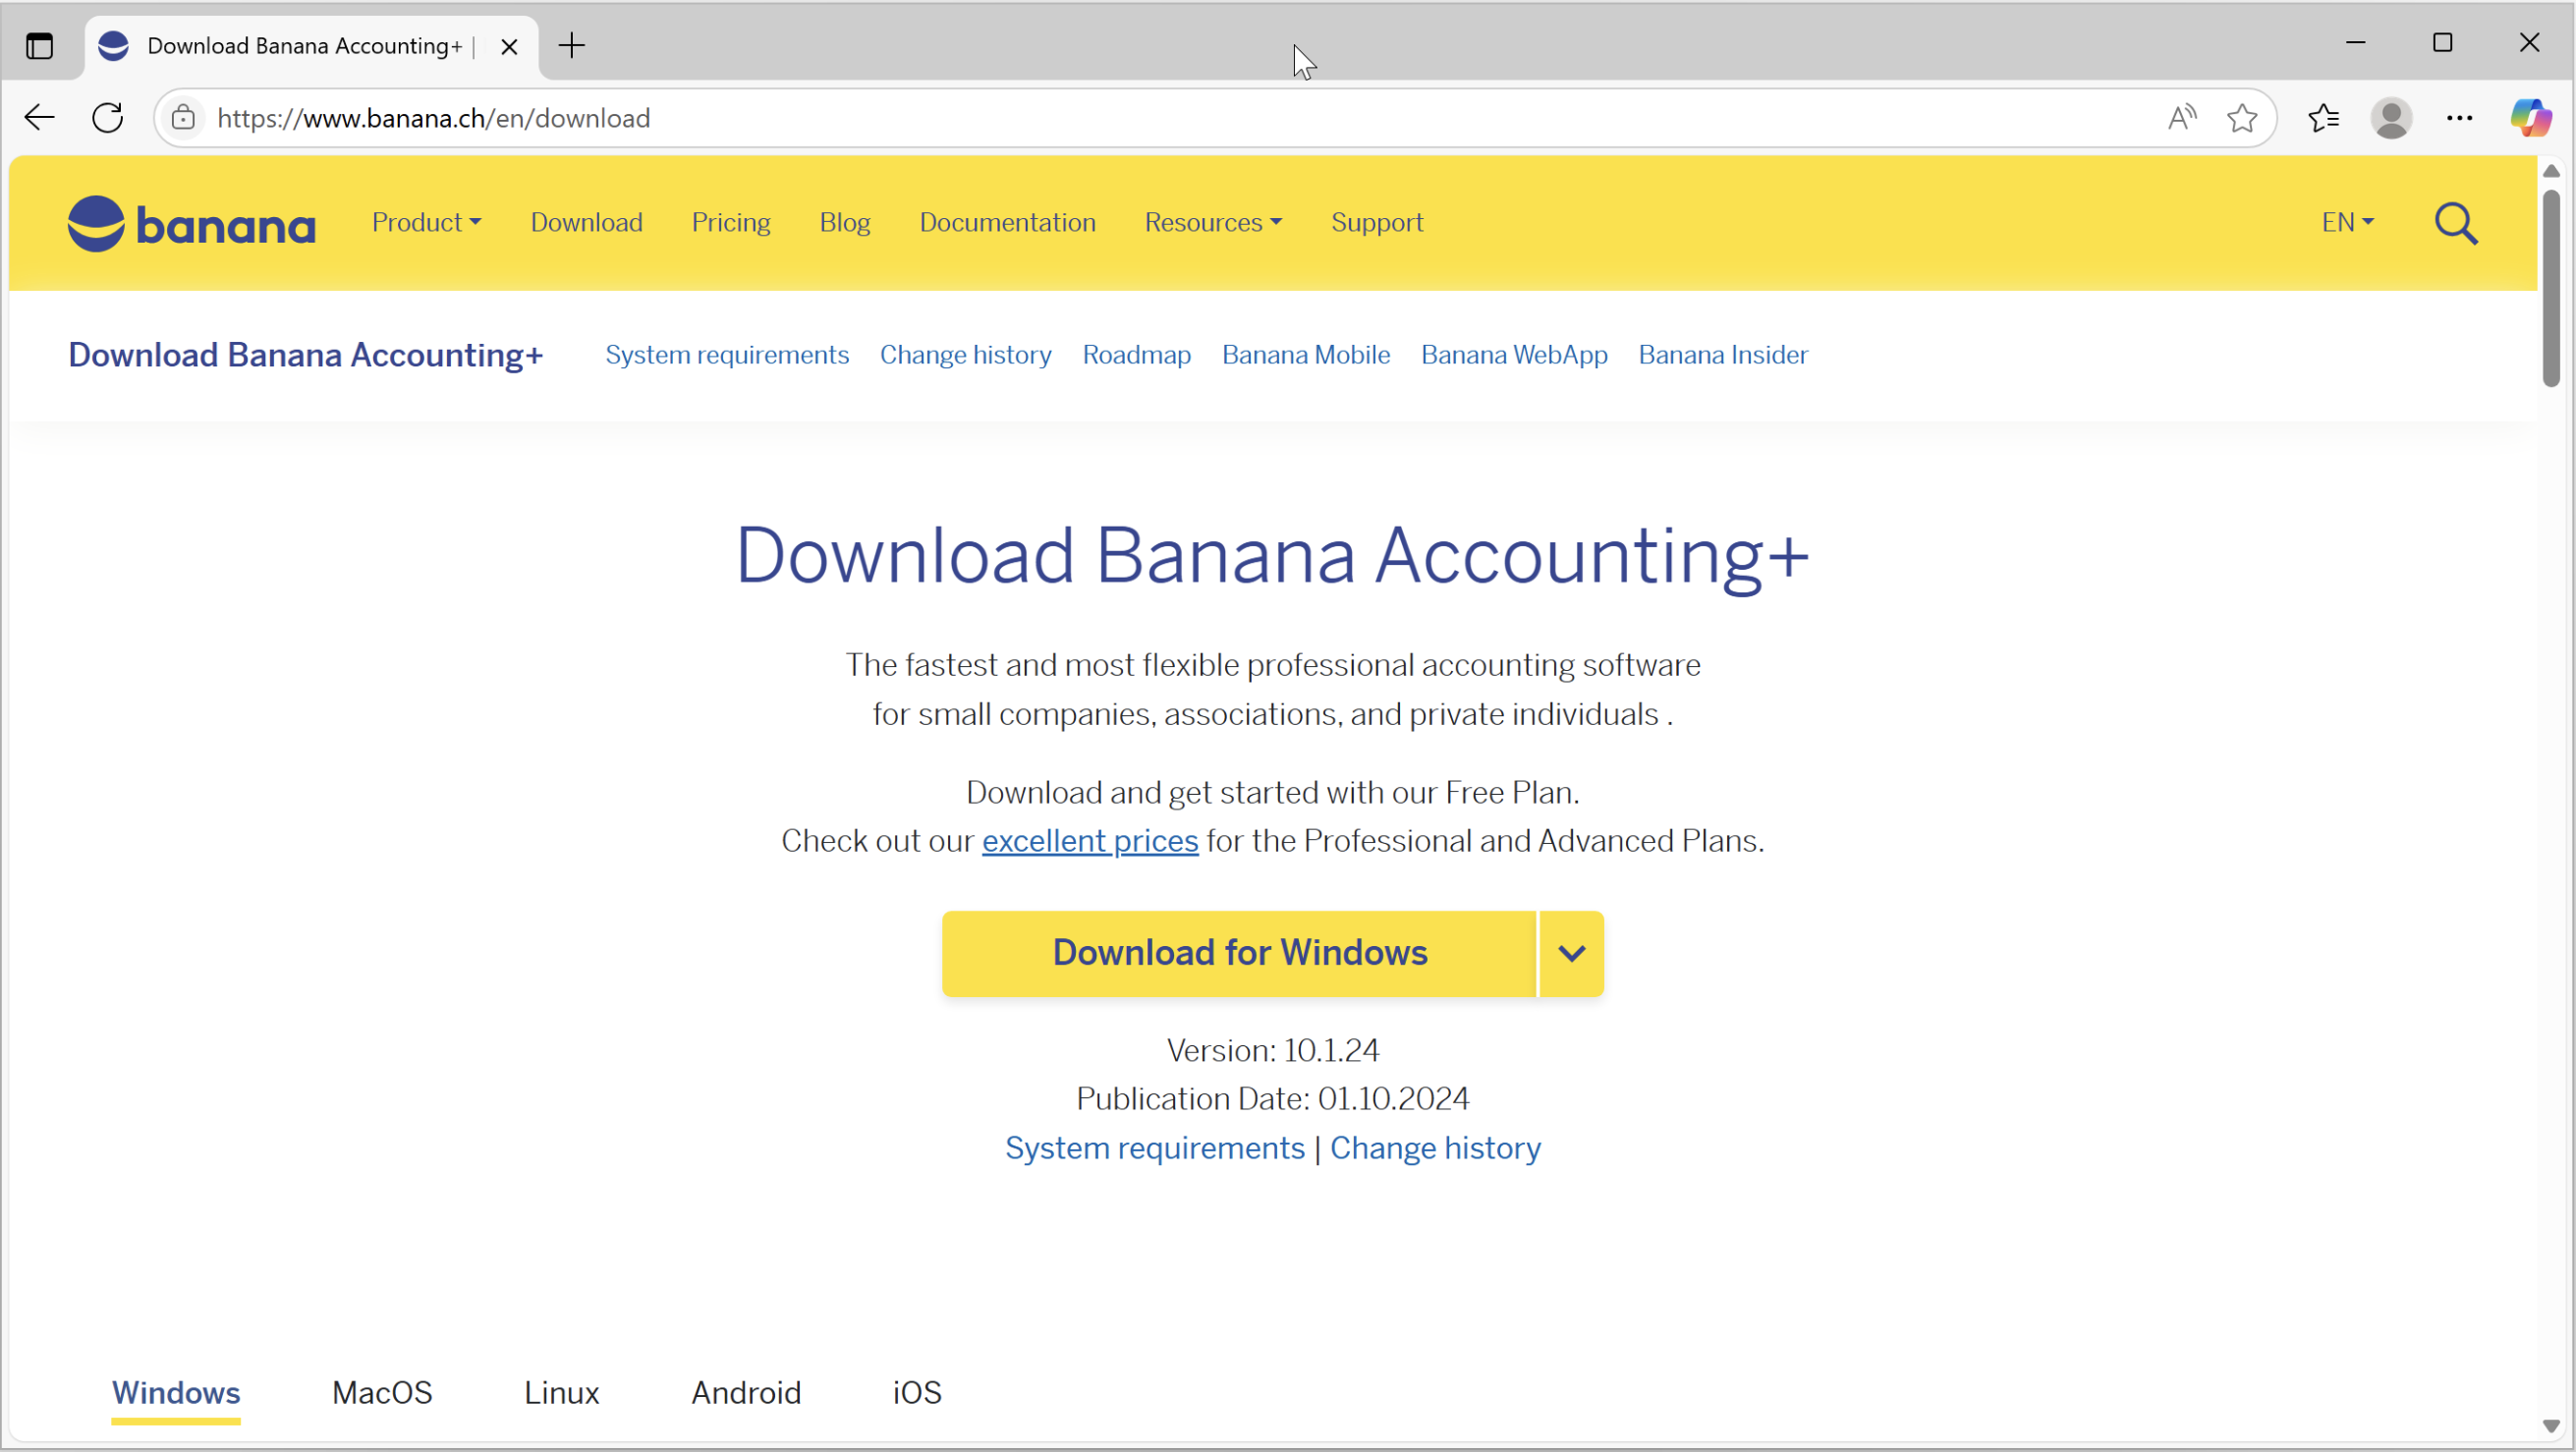 Download Banana Accounting+ |
https://www.banana.ch/en/download
banana
Product Download Pricing Blog Documentation Resources Support EN
Download Banana Accounting+ System requirements Change history Roadmap Banana Mobile Banana WebApp Banana Insider
Download Banana Accounting+
The fastest and most flexible professional accounting software
for small companies, associations, and private individuals .
Download and get started with our Free Plan.
Check out our excellent prices for the Professional and Advanced Plans.
Download for Windows
Version: 10.1.24
Publication Date: 01.10.2024
System requirements | Change history
Windows MacOS Linux Android iOS